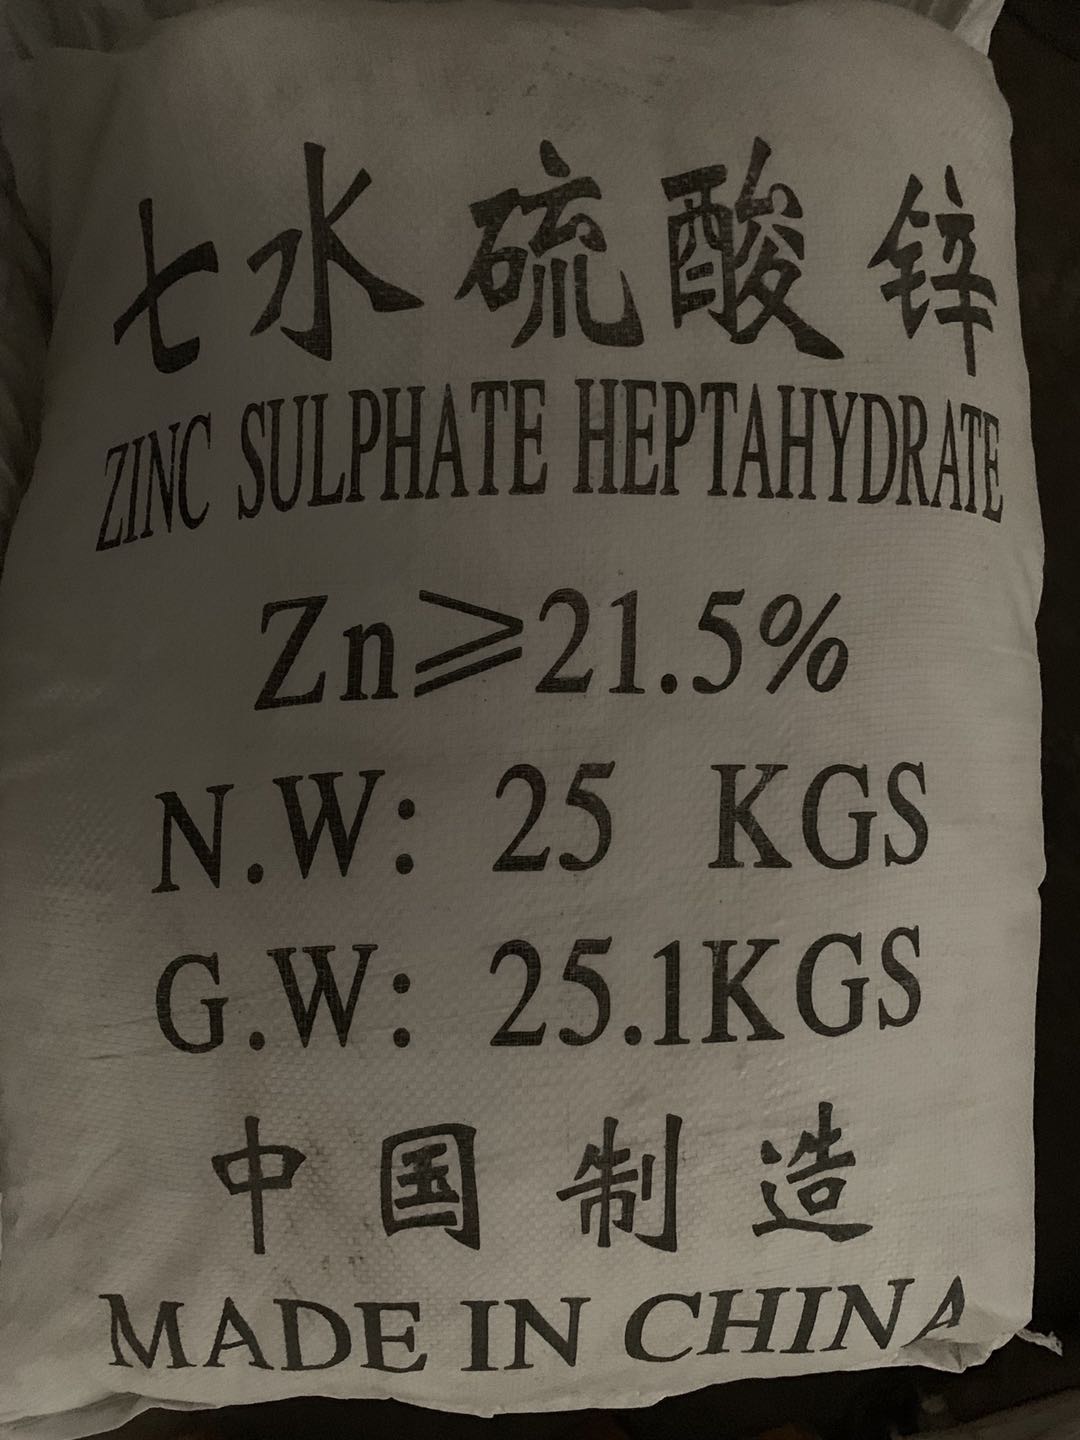 七水硫酸锌
ZINC SULPHATE HEPTAHYDRATE
Zn⩾21.5%
N.W: 25 KGS
G.W: 25.1KGS
中国制造
MADE IN CHINA